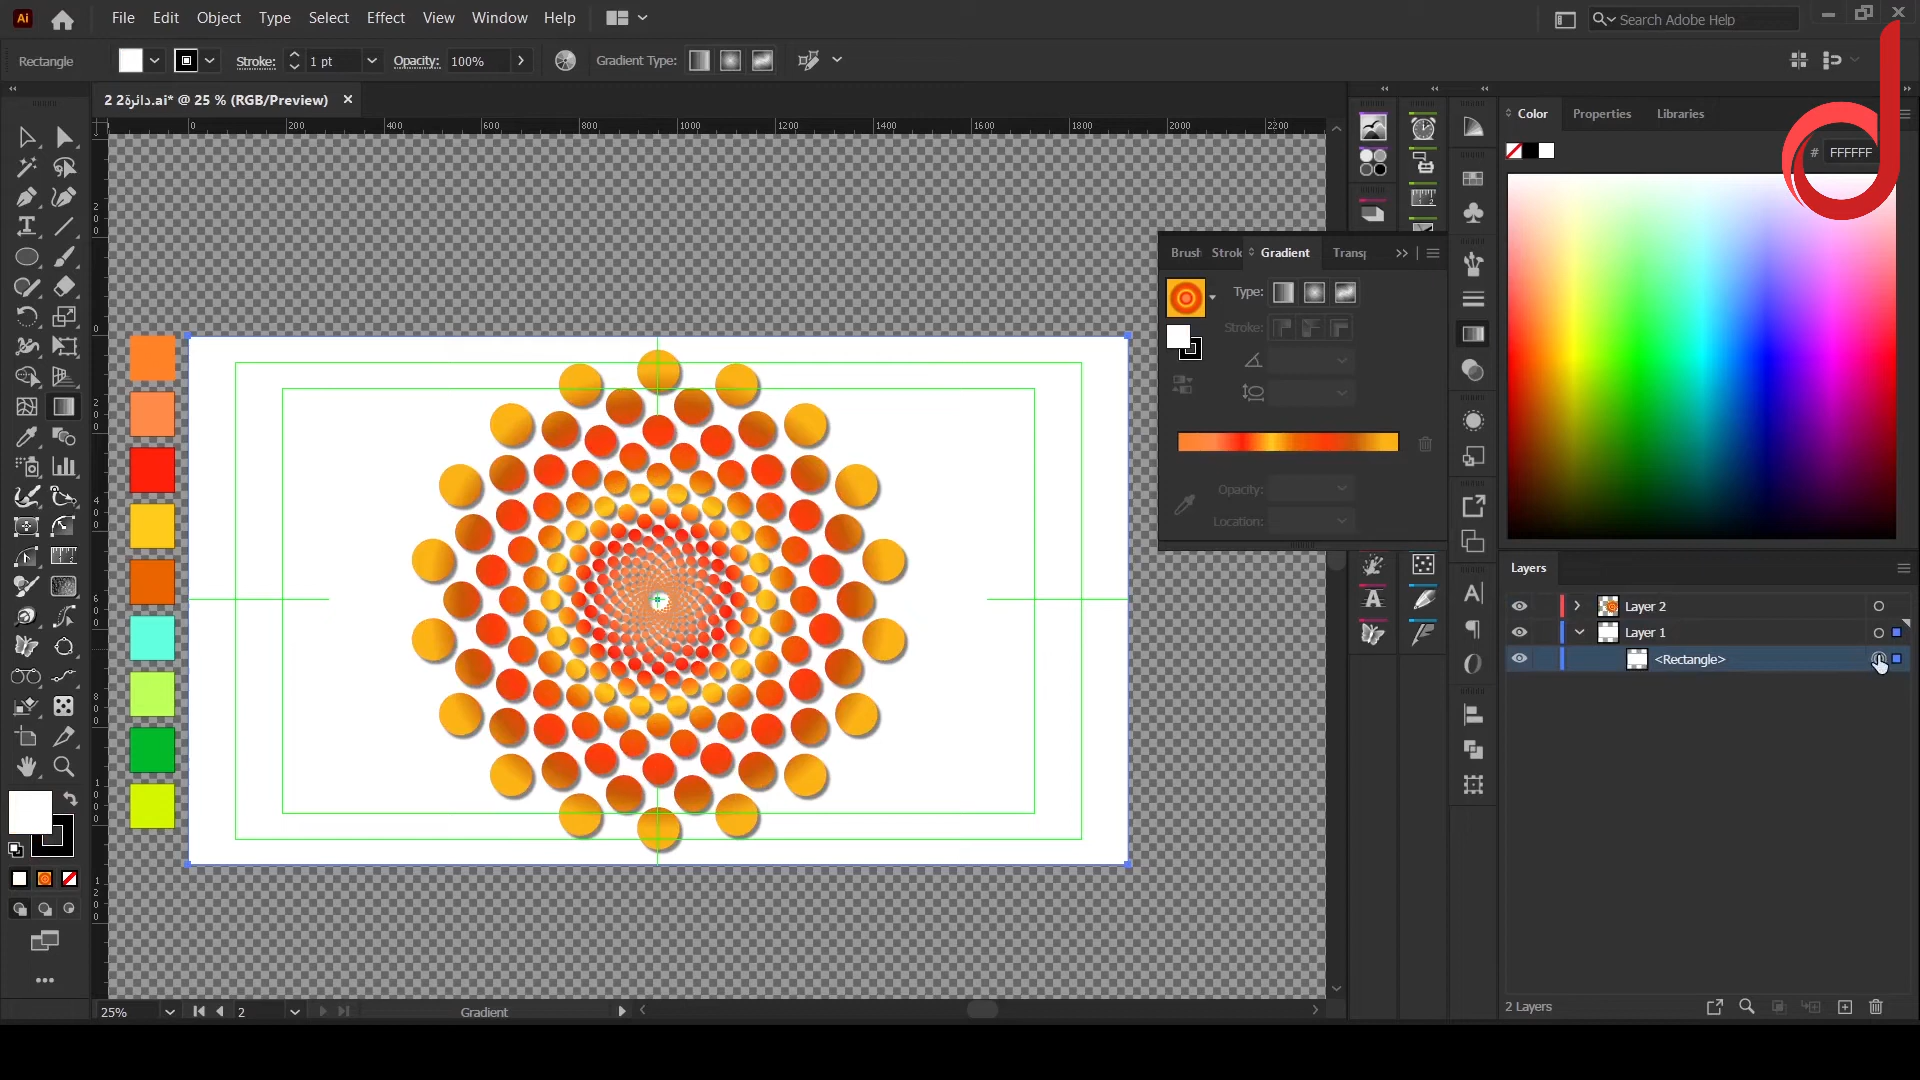 Ai File Edit Object Type Select Effect View Window Help Search Adobe Help
Rectangle Stroke: 1 pt Opacity: 100% Gradient Type:
2 دائرة2.ai* @ 25 % (RGB/Preview)
0 200 400 600 800 1000 1200 1400 1600 1800 2000 2200
Color Properties Libraries
# FFFFFF
Brush Strok Gradient Transp
Type:
Stroke:
Opacity:
Location:
Layers
Layer 2
Layer 1
<Rectangle>
2 Layers
25% 2 Gradient